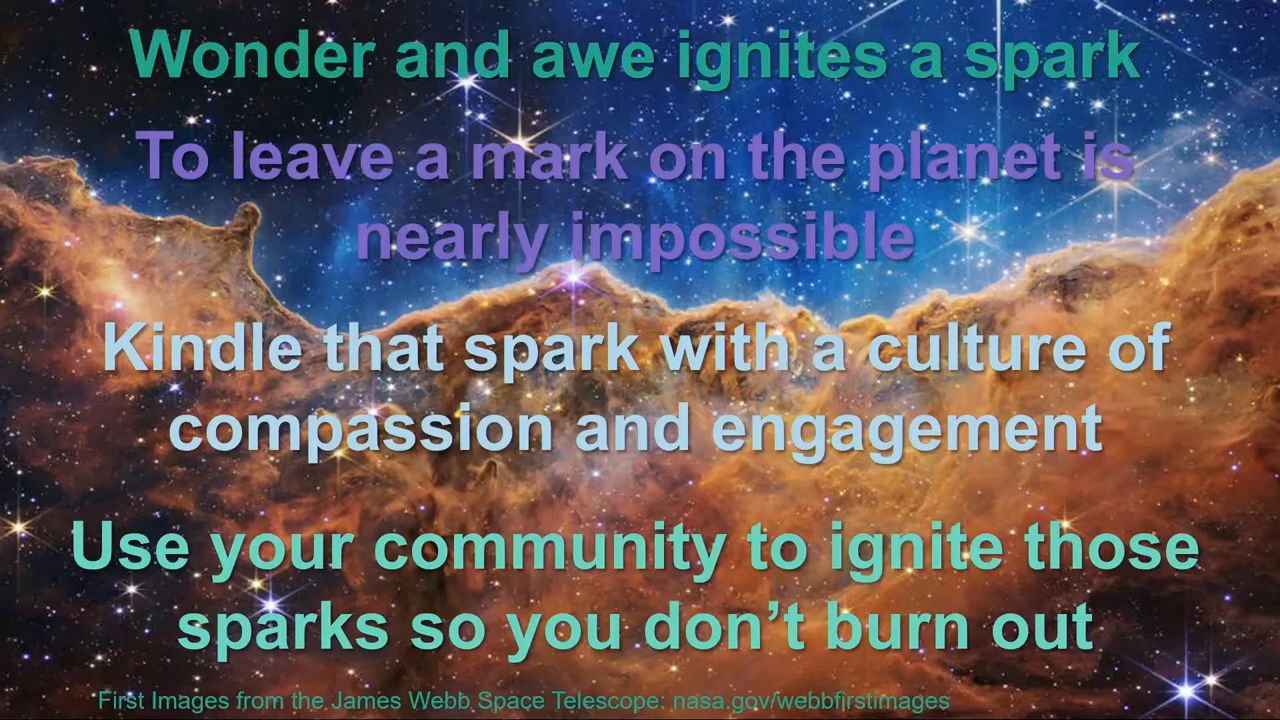 Wonder and awe ignites a spark
To leave a mark on the planet is
nearly impossible
Kindle that spark with a culture of
compassion and engagement
Use your community to ignite those
sparks so you don’t burn out
First Images from the James Webb Space Telescope: nasa.gov/webbfirstimages